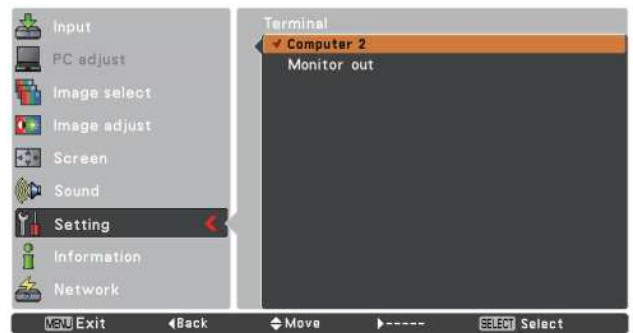 Input
PC adjust
Image select
Image adjust
Screen
Sound
Setting
Information
Network
Terminal
✔ Computer 2
Monitor out
MENU Exit ◀Back ◆Move ▶----- SELECT Select